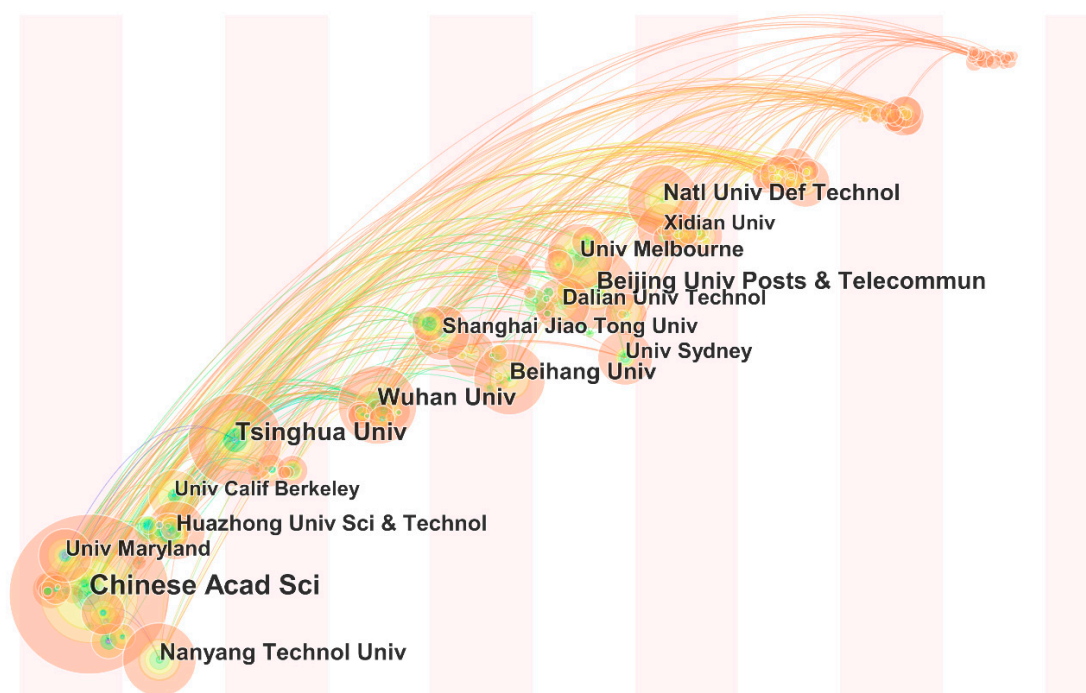 Natl Univ Def Technol
Xidian Univ
Univ Melbourne
Beijing Univ Posts & Telecommun
Dalian Univ Technol
Shanghai Jiao Tong Univ
Univ Sydney
Beihang Univ
Wuhan Univ
Tsinghua Univ
Univ Calif Berkeley
Huazhong Univ Sci & Technol
Univ Maryland
Chinese Acad Sci
Nanyang Technol Univ